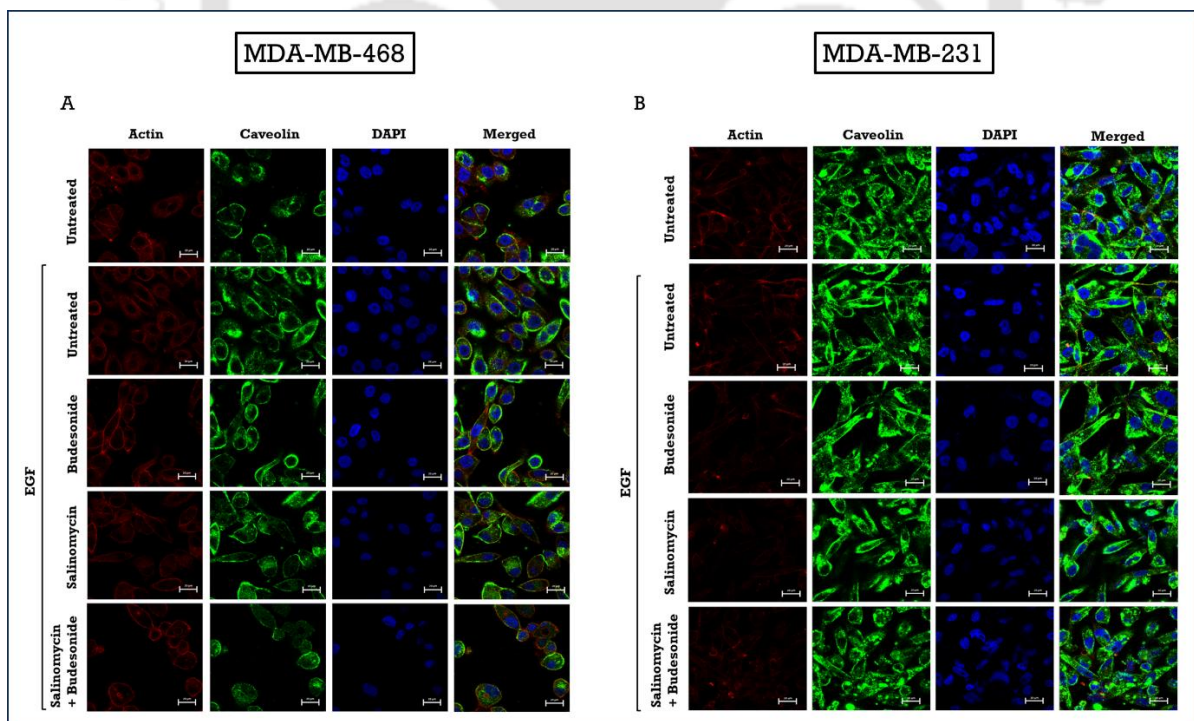 MDA-MB-468
A
Actin Caveolin DAPI Merged
Untreated
EGF
Untreated
Budesonide
Salinomycin
Salinomycin
+ Budesonide
MDA-MB-231
B
Actin Caveolin DAPI Merged
Untreated
EGF
Untreated
Budesonide
Salinomycin
Salinomycin
+ Budesonide